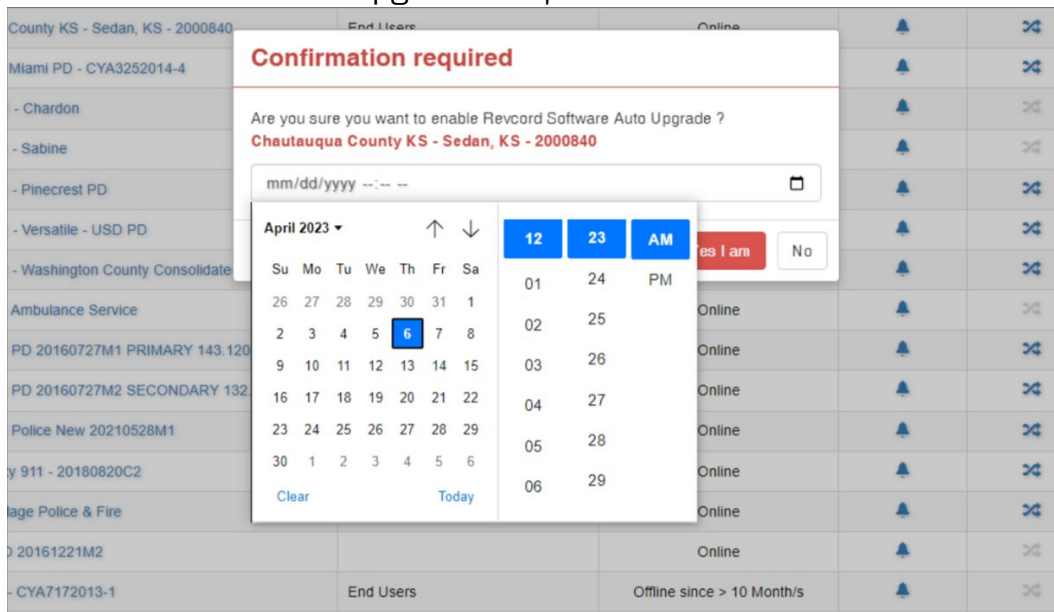 County KS - Sedan, KS - 2000840 End Users Online
Confirmation required
Miami PD - CYA3252014-4
- Chardon
Are you sure you want to enable Revcord Software Auto Upgrade ?
Chautauqua County KS - Sedan, KS - 2000840
- Sabine
mm/dd/yyyy --:-- --
- Pinecrest PD
- Versatile - USD PD
- Washington County Consolidate
Yes I am No
April 2023
Su Mo Tu We Th Fr Sa
26 27 28 29 30 31 1
2 3 4 5 6 7 8
9 10 11 12 13 14 15
16 17 18 19 20 21 22
23 24 25 26 27 28 29
30 1 2 3 4 5 6
Clear Today
12 23 AM
01 24 PM
02 25
03 26
04 27
05 28
06 29
Ambulance Service Online
PD 20160727M1 PRIMARY 143.120 Online
PD 20160727M2 SECONDARY 132. Online
Police New 20210528M1 Online
y 911 - 20180820C2 Online
lage Police & Fire Online
20161221M2 Online
- CYA7172013-1 End Users Offline since > 10 Month/s